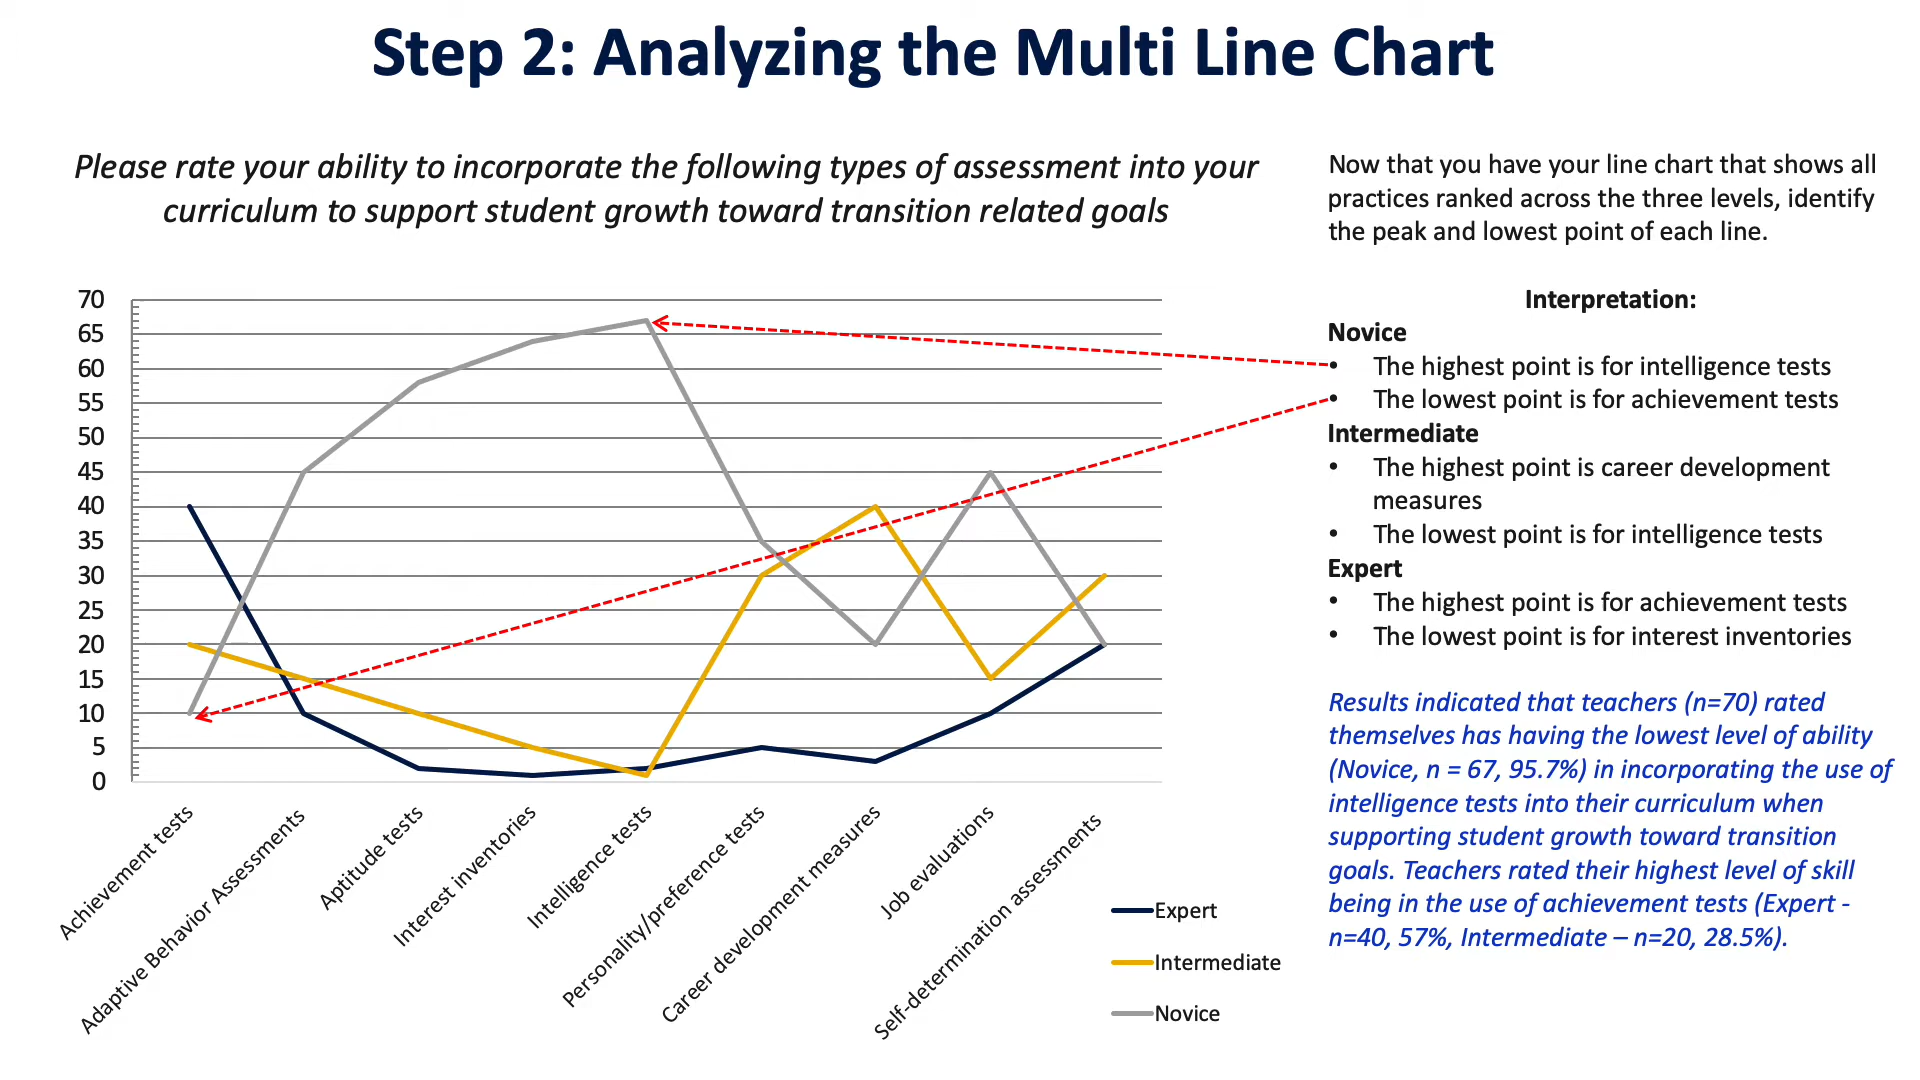 Step 2: Analyzing the Multi Line Chart
Please rate your ability to incorporate the following types of assessment into your
curriculum to support student growth toward transition related goals
70
65
60
55
50
45
40
35
30
25
20
15
10
5
0
Achievement tests
Adaptive Behavior Assessments
Aptitude tests
Interest inventories
Intelligence tests
Personality/preference tests
Career development measures
Job evaluations
Self-determination assessments
Expert
Intermediate
Novice
Now that you have your line chart that shows all
practices ranked across the three levels, identify
the peak and lowest point of each line.
Interpretation:
Novice
• The highest point is for intelligence tests
• The lowest point is for achievement tests
Intermediate
• The highest point is career development
measures
• The lowest point is for intelligence tests
Expert
• The highest point is for achievement tests
• The lowest point is for interest inventories
Results indicated that teachers (n=70) rated
themselves has having the lowest level of ability
(Novice, n = 67, 95.7%) in incorporating the use of
intelligence tests into their curriculum when
supporting student growth toward transition
goals. Teachers rated their highest level of skill
being in the use of achievement tests (Expert -
n=40, 57%, Intermediate – n=20, 28.5%).